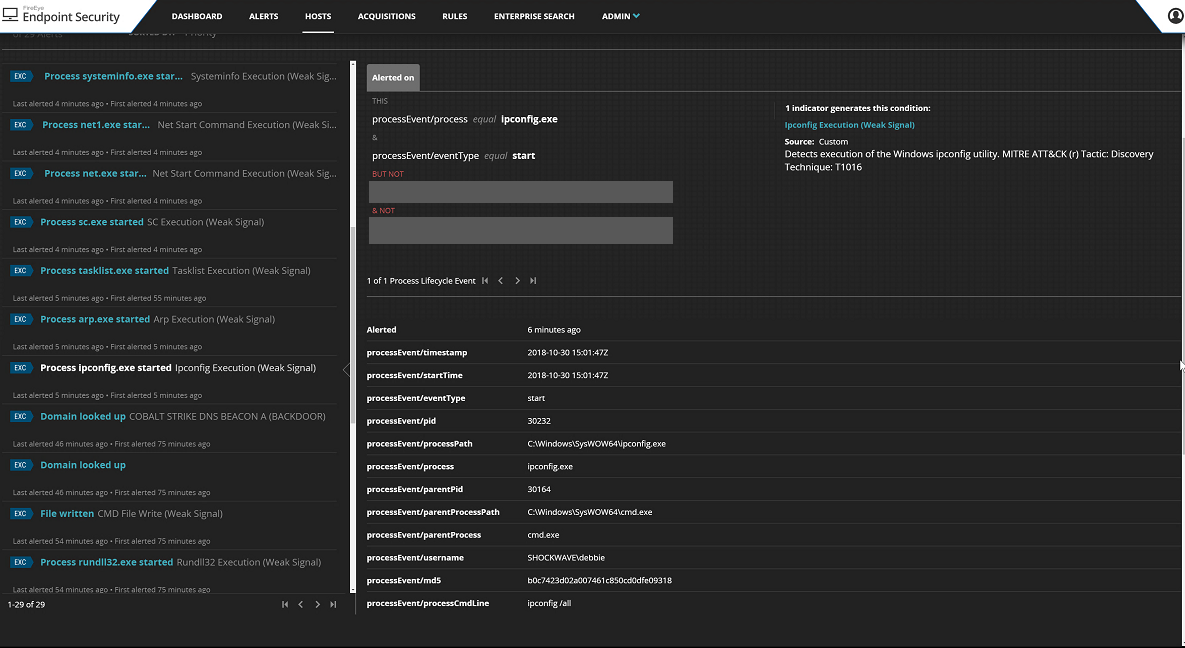 FireEye
Endpoint Security
DASHBOARD
ALERTS
HOSTS
ACQUISITIONS
RULES
ENTERPRISE SEARCH
ADMIN
of 29 Alerts
Priority
EXC Process systeminfo.exe star... Systeminfo Execution (Weak Sig...
Last alerted 4 minutes ago • First alerted 4 minutes ago
EXC Process net1.exe star... Net Start Command Execution (Weak Si...
Last alerted 4 minutes ago • First alerted 4 minutes ago
EXC Process net.exe star... Net Start Command Execution (Weak Sig...
Last alerted 4 minutes ago • First alerted 4 minutes ago
EXC Process sc.exe started SC Execution (Weak Signal)
Last alerted 4 minutes ago • First alerted 4 minutes ago
EXC Process tasklist.exe started Tasklist Execution (Weak Signal)
Last alerted 5 minutes ago • First alerted 55 minutes ago
EXC Process arp.exe started Arp Execution (Weak Signal)
Last alerted 5 minutes ago • First alerted 5 minutes ago
EXC Process ipconfig.exe started Ipconfig Execution (Weak Signal)
Last alerted 5 minutes ago • First alerted 5 minutes ago
EXC Domain looked up COBALT STRIKE DNS BEACON A (BACKDOOR)
Last alerted 46 minutes ago • First alerted 75 minutes ago
EXC Domain looked up
Last alerted 46 minutes ago • First alerted 75 minutes ago
EXC File written CMD File Write (Weak Signal)
Last alerted 54 minutes ago • First alerted 75 minutes ago
EXC Process rundll32.exe started Rundll32 Execution (Weak Signal)
Last alerted 54 minutes ago • First alerted 75 minutes ago
1-29 of 29
Alerted on
THIS
processEvent/process equal ipconfig.exe
&
processEvent/eventType equal start
BUT NOT
& NOT
1 indicator generates this condition:
Ipconfig Execution (Weak Signal)
Source: Custom
Detects execution of the Windows ipconfig utility. MITRE ATT&CK (r) Tactic: Discovery
Technique: T1016
1 of 1 Process Lifecycle Event
Alerted 6 minutes ago
processEvent/timestamp 2018-10-30 15:01:47Z
processEvent/startTime 2018-10-30 15:01:47Z
processEvent/eventType start
processEvent/pid 30232
processEvent/processPath C:\Windows\SysWOW64\ipconfig.exe
processEvent/process ipconfig.exe
processEvent/parentPid 30164
processEvent/parentProcessPath C:\Windows\SysWOW64\cmd.exe
processEvent/parentProcess cmd.exe
processEvent/username SHOCKWAVE\debbie
processEvent/md5 b0c7423d02a007461c850cd0dfe09318
processEvent/processCmdLine ipconfig /all